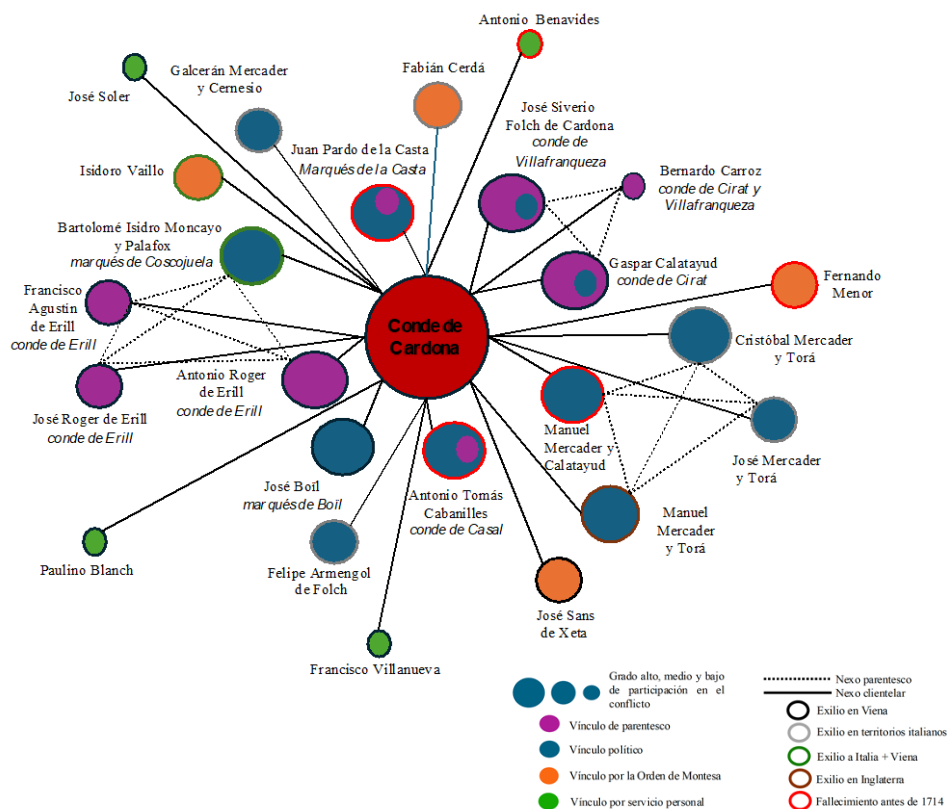 Antonio Benavides
José Soler
Galcerán Mercader
y Cernesio
Fabián Cerdá
José Siverio
Folch de Cardona
conde de
Villafranqueza
Juan Pardo de la Casta
Marqués de la Casta
Isidoro Vaillo
Bernardo Carroz
conde de Cirat y
Villafranqueza
Bartolomé Isidro Moncayo
y Palafox
marqués de Coscojuela
Gaspar Calatayud
conde de Cirat
Fernando
Menor
Francisco
Agustín
de Erill
conde de Erill
Conde de
Cardona
Cristóbal Mercader
y Torá
Antonio Roger
de Erill
conde de Erill
José Roger de Erill
conde de Erill
Manuel
Mercader y
Calatayud
José Mercader
y Torá
José Boïl
marqués de Boïl
Antonio Tomás
Cabanilles
conde de Casal
Manuel
Mercader
y Torá
Paulino Blanch
Felipe Armengol
de Folch
José Sans
de Xeta
Francisco Villanueva
Grado alto, medio y bajo
de participación en el
conflicto
Vínculo de parentesco
Vínculo político
Vínculo por la Orden de Montesa
Vínculo por servicio personal
Nexo parentesco
Nexo clientelar
Exilio en Viena
Exilio en territorios italianos
Exilio a Italia + Viena
Exilio en Inglaterra
Fallecimiento antes de 1714